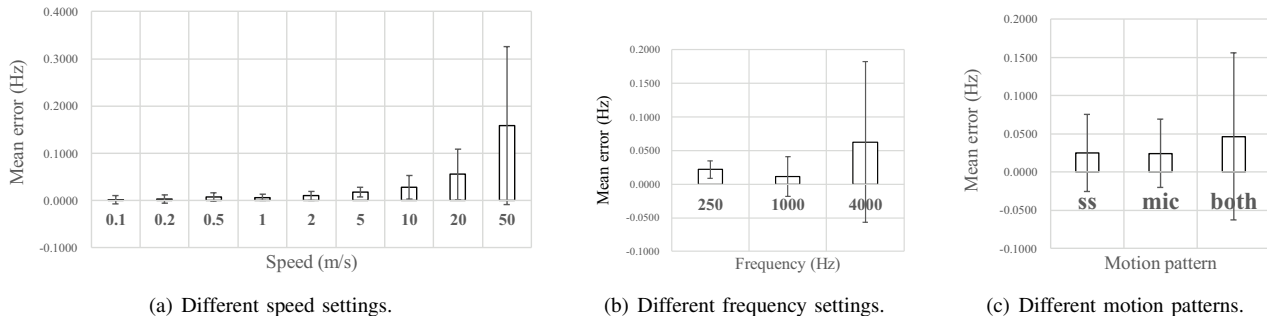 0.4000
0.3000
0.2000
0.1000
0.0000
-0.1000
Mean error (Hz)
0.1 0.2 0.5 1 2 5 10 20 50
Speed (m/s)
(a) Different speed settings.
0.2000
0.1500
0.1000
0.0500
0.0000
-0.0500
-0.1000
Mean error (Hz)
250 1000 4000
Frequency (Hz)
(b) Different frequency settings.
0.2000
0.1500
0.1000
0.0500
0.0000
-0.0500
-0.1000
Mean error (Hz)
ss mic both
Motion pattern
(c) Different motion patterns.